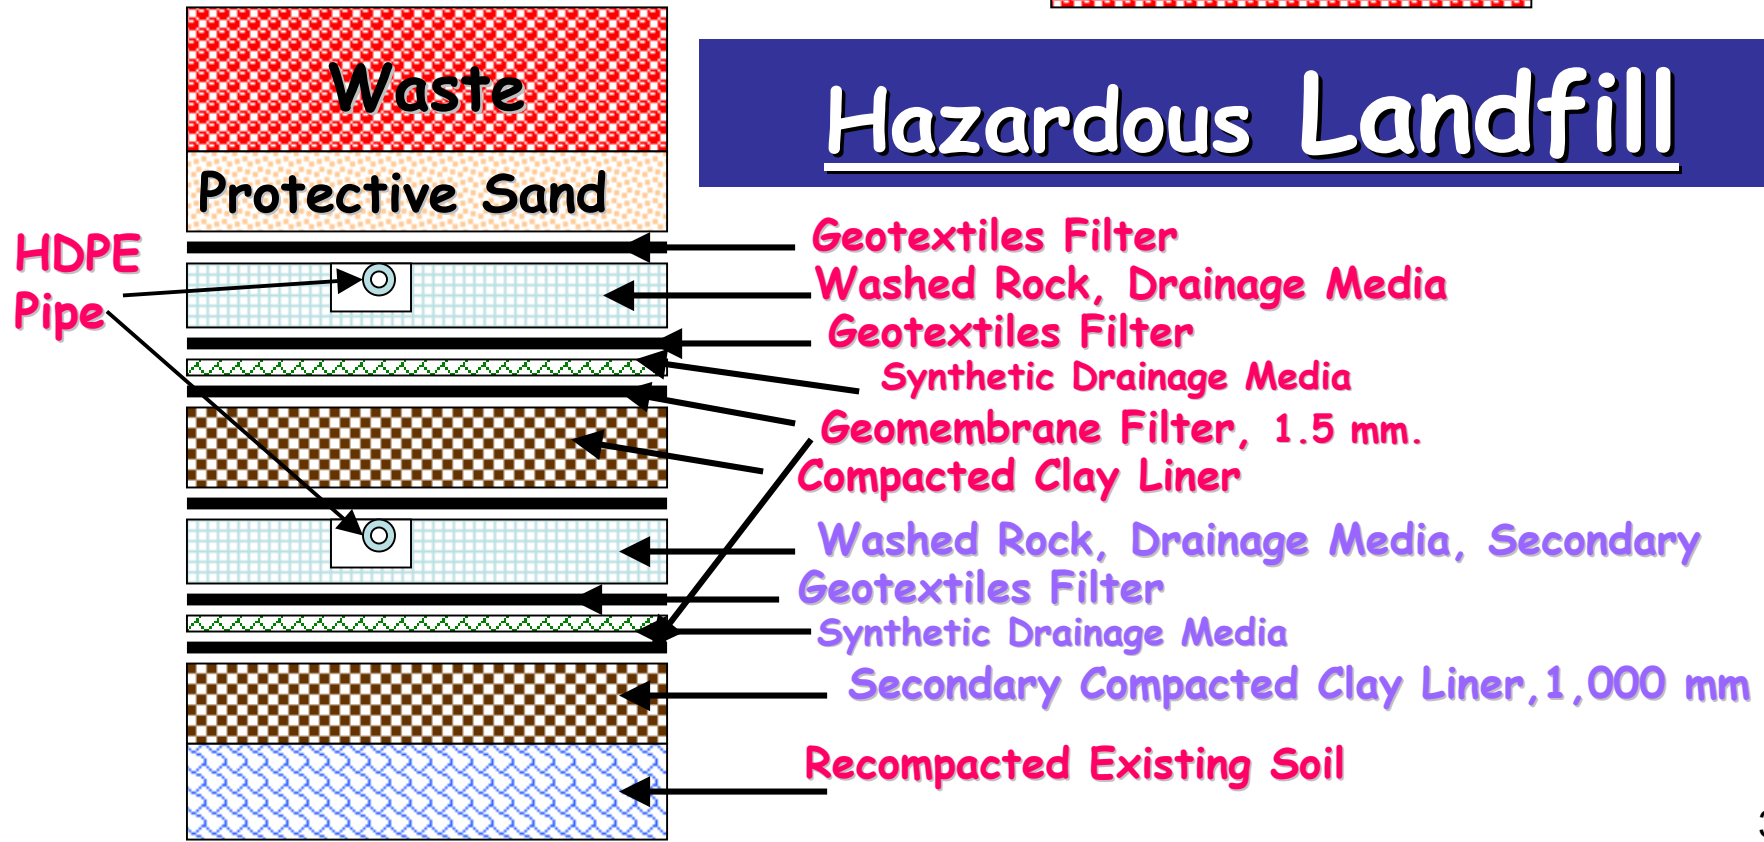 Waste
Hazardous Landfill
Protective Sand
HDPE
Pipe
Geotextiles Filter
Washed Rock, Drainage Media
Geotextiles Filter
Synthetic Drainage Media
Geomembrane Filter, 1.5 mm.
Compacted Clay Liner
Washed Rock, Drainage Media, Secondary
Geotextiles Filter
Synthetic Drainage Media
Secondary Compacted Clay Liner,1,000 mm
Recompacted Existing Soil